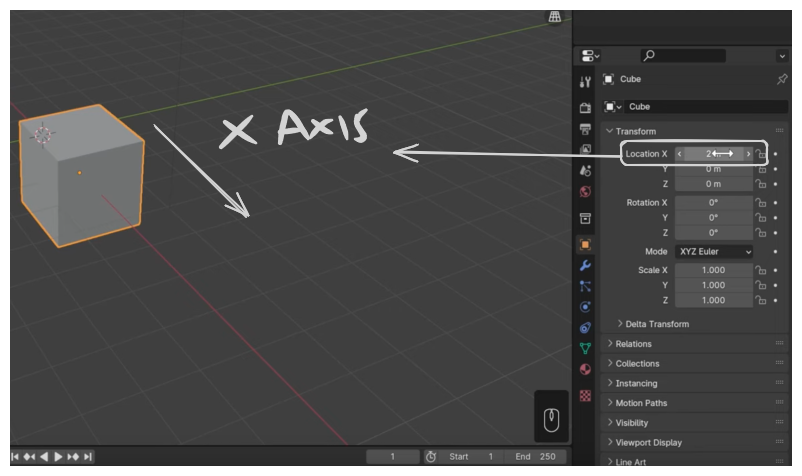 Cube
X AXIS
Cube
Transform
Location X 2
Y 0 m
Z 0 m
Rotation X 0°
Y 0°
Z 0°
Mode XYZ Euler
Scale X 1.000
Y 1.000
Z 1.000
Delta Transform
Relations
Collections
Instancing
Motion Paths
Visibility
Viewport Display
1 Start 1 End 250
Line Art